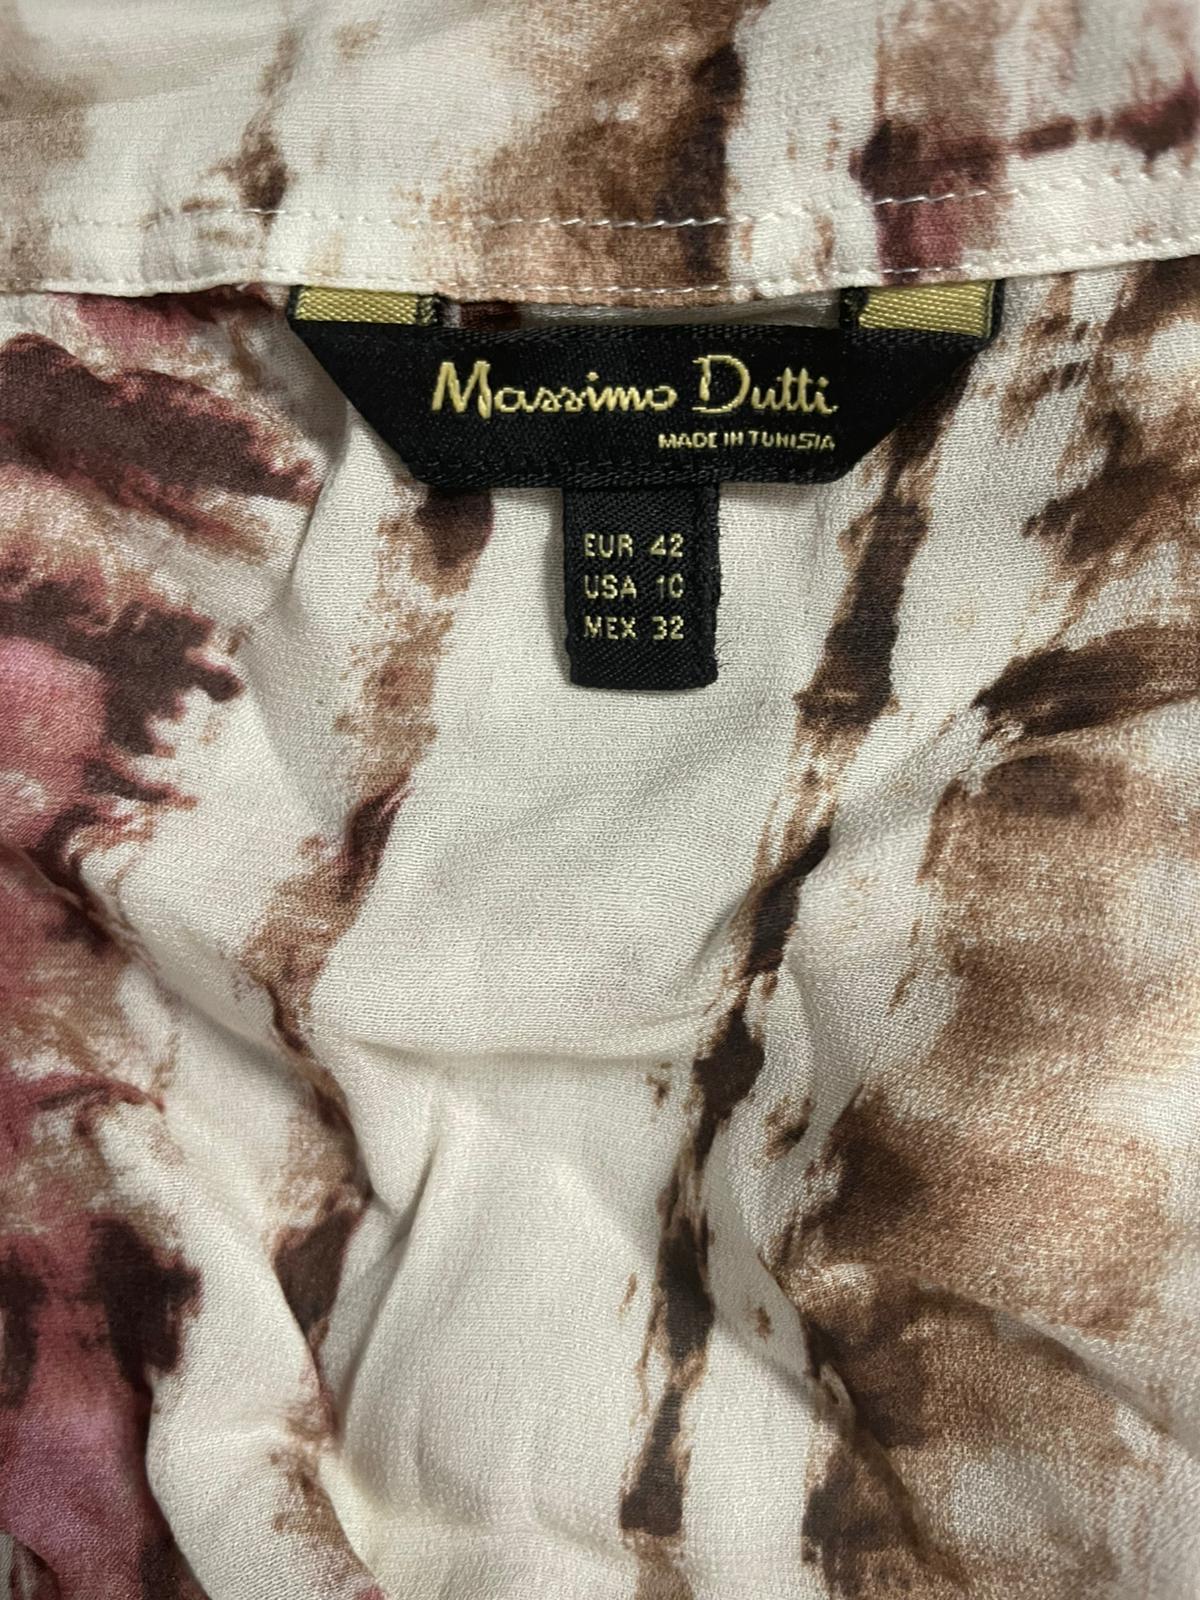 Massimo Dutti
MADE IN TUNISIA
EUR 42
USA 10
MEX 32